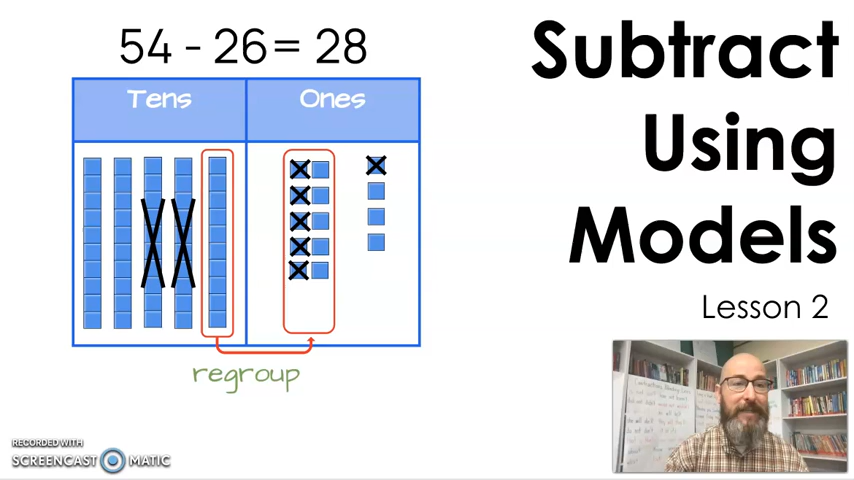 54 - 26 = 28
Subtract
Using
Models
Lesson 2
Tens
Ones
regroup
RECORDED WITH
SCREENCAST MATIC